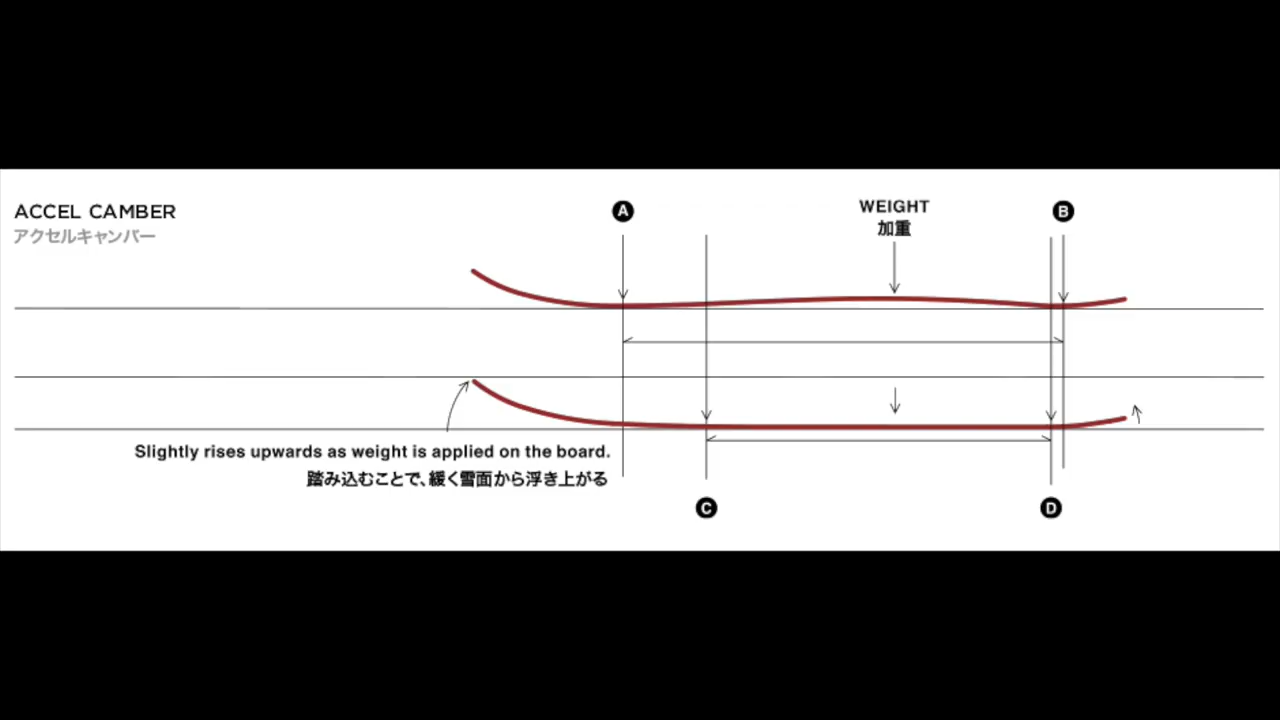 ACCEL CAMBER
アクセルキャンバー
A
WEIGHT
加重
B
Slightly rises upwards as weight is applied on the board.
踏み込むことで、緩く雪面から浮き上がる
C
D